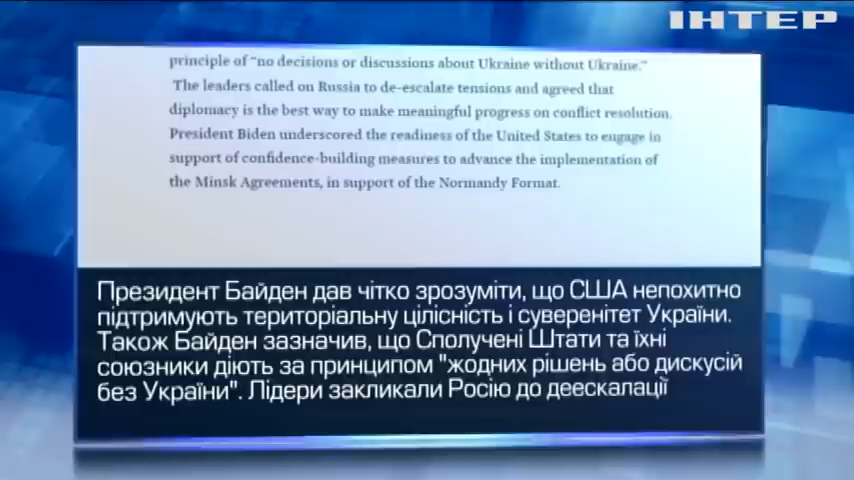 ІНТЕР
principle of “no decisions or discussions about Ukraine without Ukraine.”
The leaders called on Russia to de-escalate tensions and agreed that
diplomacy is the best way to make meaningful progress on conflict resolution.
President Biden underscored the readiness of the United States to engage in
support of confidence-building measures to advance the implementation of
the Minsk Agreements, in support of the Normandy Format.
Президент Байден дав чітко зрозуміти, що США непохитно
підтримують територіальну цілісність і суверенітет України.
Також Байден зазначив, що Сполучені Штати та їхні
союзники діють за принципом "жодних рішень або дискусій
без України". Лідери закликали Росію до деескалації